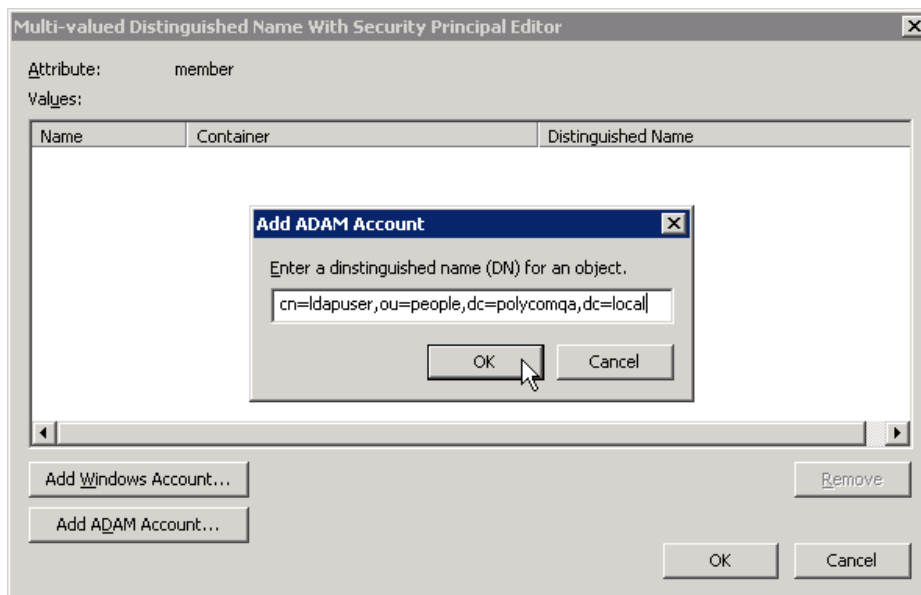 Multi-valued Distinguished Name With Security Principal Editor
Attribute: member
Values:
Name Container Distinguished Name
Add ADAM Account
Enter a dinstinguished name (DN) for an object.
cn=ldapuser,ou=people,dc=polycomqa,dc=local
OK Cancel
Add Windows Account... Remove
Add ADAM Account...
OK Cancel